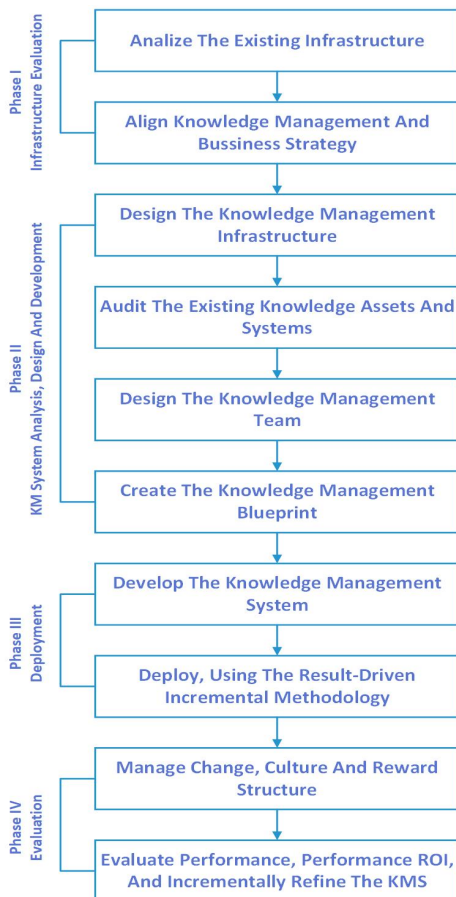 Phase I
Infrastructure Evaluation
Analize The Existing Infrastructure
Align Knowledge Management And
Bussiness Strategy
Phase II
KM System Analysis, Design And Development
Design The Knowledge Management
Infrastructure
Audit The Existing Knowledge Assets And
Systems
Design The Knowledge Management
Team
Create The Knowledge Management
Blueprint
Phase III
Deployment
Develop The Knowledge Management
System
Deploy, Using The Result-Driven
Incremental Methodology
Phase IV
Evaluation
Manage Change, Culture And Reward
Structure
Evaluate Performance, Performance ROI,
And Incrementally Refine The KMS